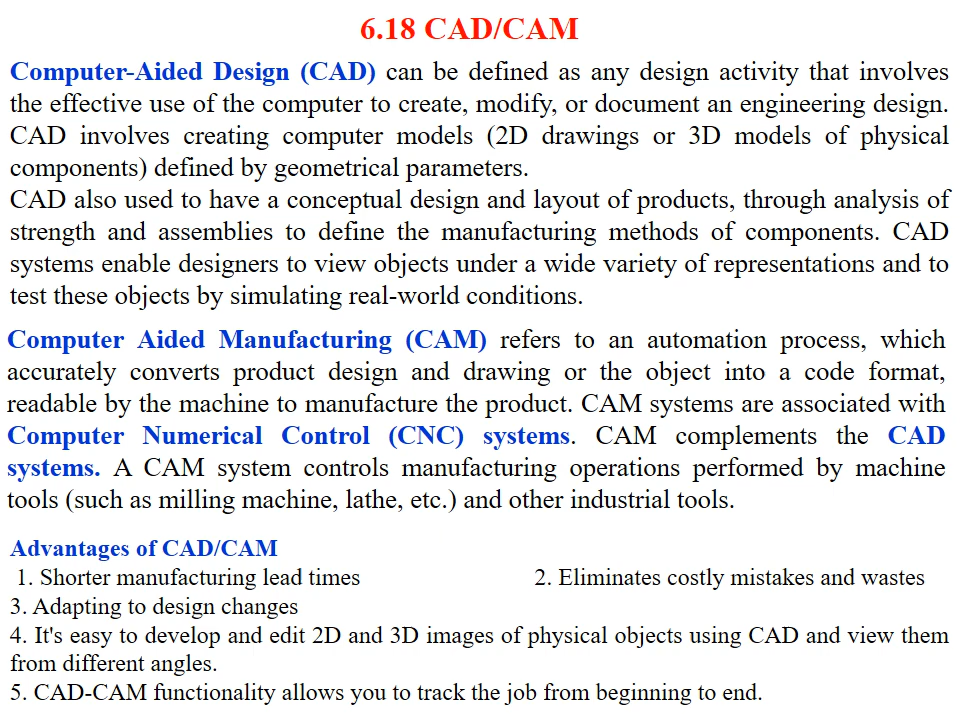 6.18 CAD/CAM
Computer-Aided Design (CAD) can be defined as any design activity that involves
the effective use of the computer to create, modify, or document an engineering design.
CAD involves creating computer models (2D drawings or 3D models of physical
components) defined by geometrical parameters.
CAD also used to have a conceptual design and layout of products, through analysis of
strength and assemblies to define the manufacturing methods of components. CAD
systems enable designers to view objects under a wide variety of representations and to
test these objects by simulating real-world conditions.
Computer Aided Manufacturing (CAM) refers to an automation process, which
accurately converts product design and drawing or the object into a code format,
readable by the machine to manufacture the product. CAM systems are associated with
Computer Numerical Control (CNC) systems. CAM complements the CAD
systems. A CAM system controls manufacturing operations performed by machine
tools (such as milling machine, lathe, etc.) and other industrial tools.
Advantages of CAD/CAM
1. Shorter manufacturing lead times 2. Eliminates costly mistakes and wastes
3. Adapting to design changes
4. It's easy to develop and edit 2D and 3D images of physical objects using CAD and view them
from different angles.
5. CAD-CAM functionality allows you to track the job from beginning to end.